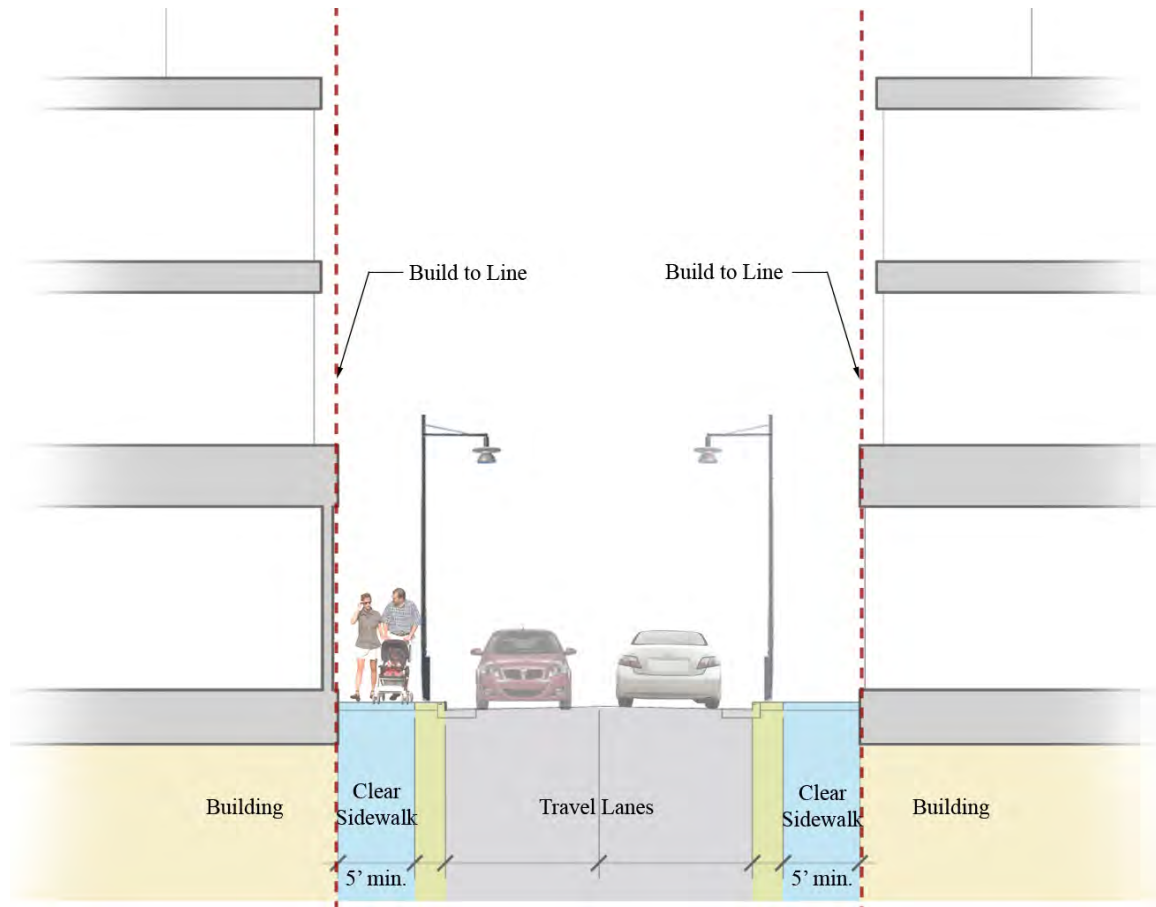 Build to Line
Build to Line
Building
Clear
Sidewalk
Travel Lanes
Clear
Sidewalk
Building
5’ min.
5’ min.